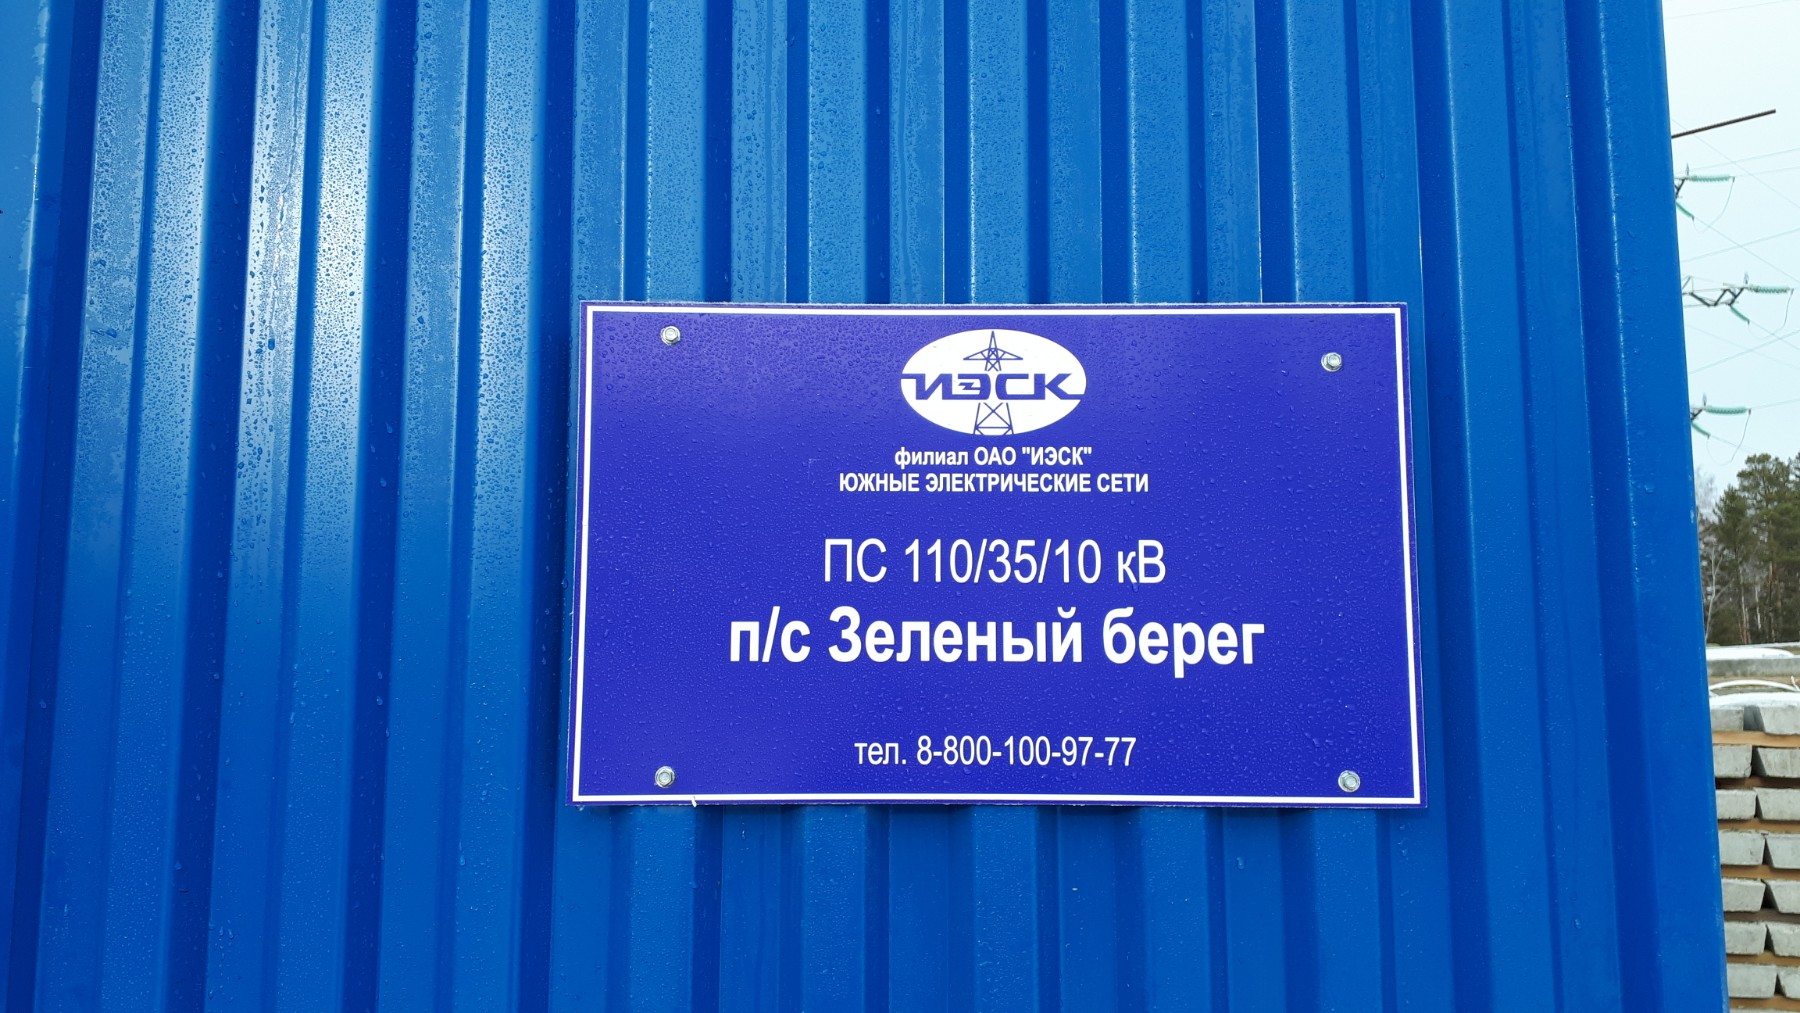 ИЭСК
филиал ОАО "ИЭСК"
ЮЖНЫЕ ЭЛЕКТРИЧЕСКИЕ СЕТИ
ПС 110/35/10 кВ
п/с Зеленый берег
тел. 8-800-100-97-77